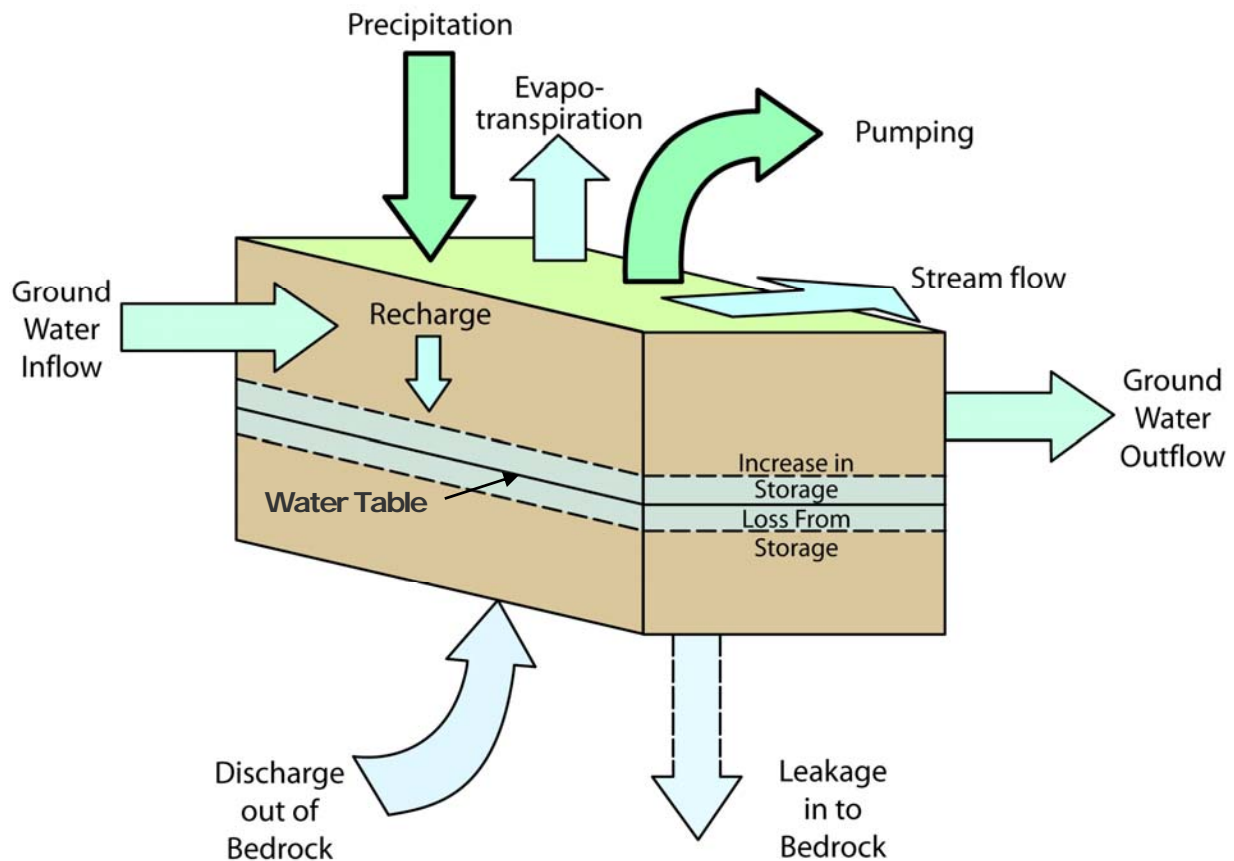 Precipitation
Evapo-
transpiration
Pumping
Stream flow
Ground
Water
Inflow
Recharge
Ground
Water
Outflow
Increase in
Storage
Water Table
Loss From
Storage
Discharge
out of
Bedrock
Leakage
in to
Bedrock